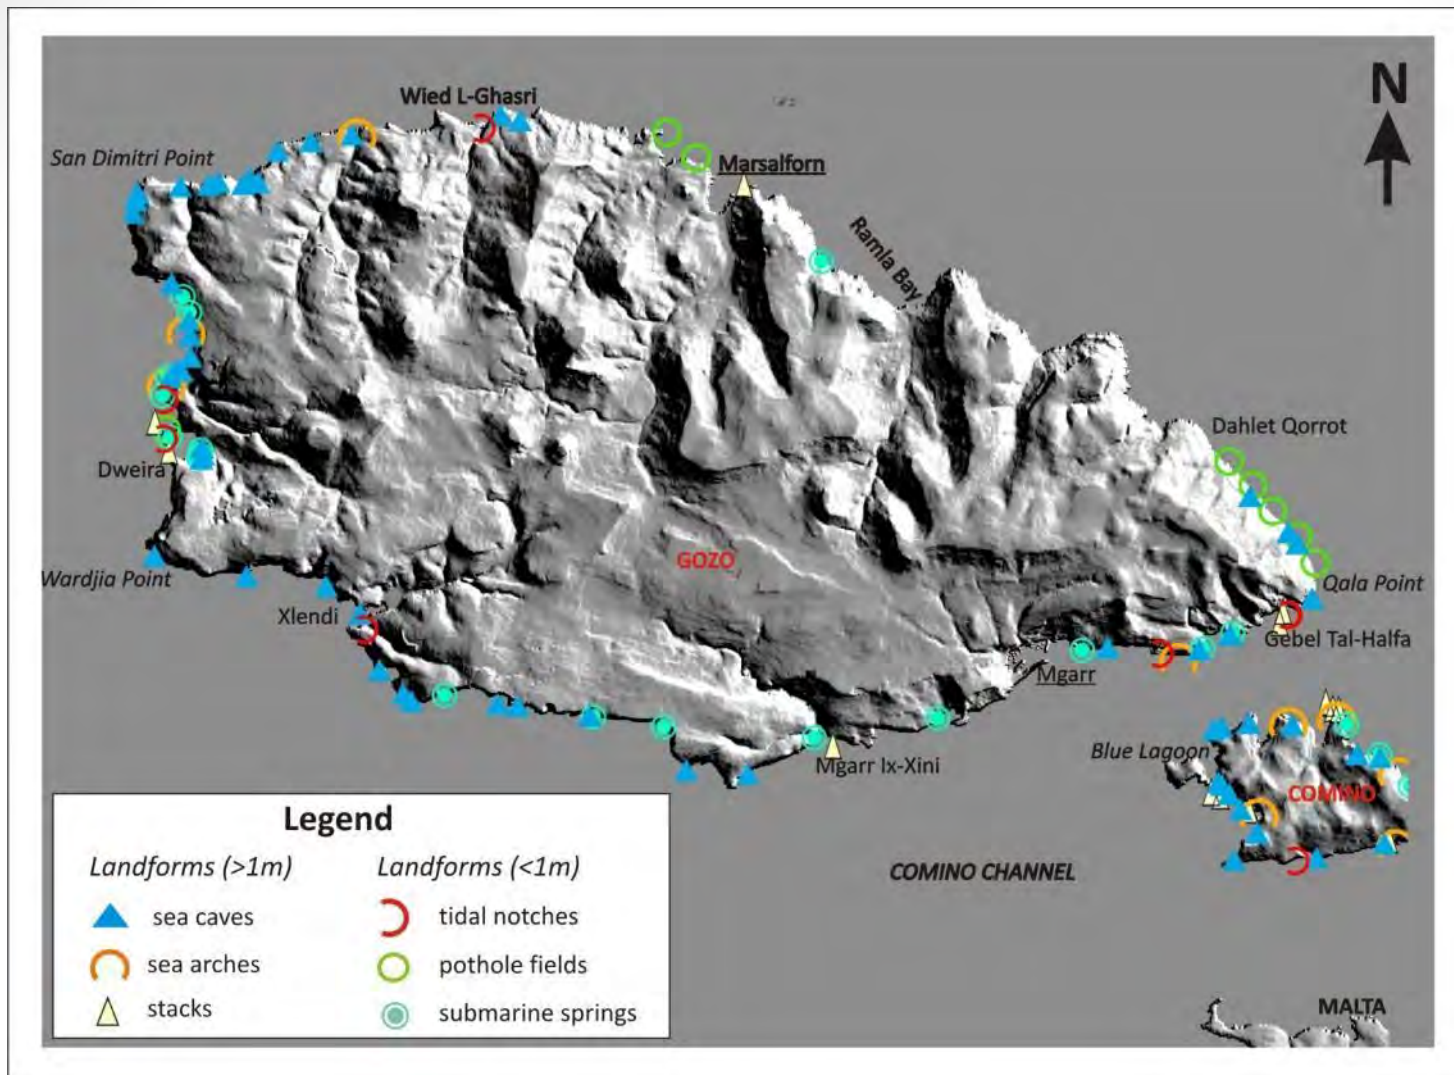 N
Wied L-Ghasri
San Dimitri Point
Marsalforn
Ramla Bay
Dahlet Qorrot
Dweira
GOZO
Wardjia Point
Qala Point
Xlendi
Gebel Tal-Halfa
Mgarr
Blue Lagoon
Mgarr Ix-Xini
COMINO
COMINO CHANNEL
MALTA
Legend
Landforms (>1m)
sea caves
sea arches
stacks
Landforms (<1m)
tidal notches
pothole fields
submarine springs